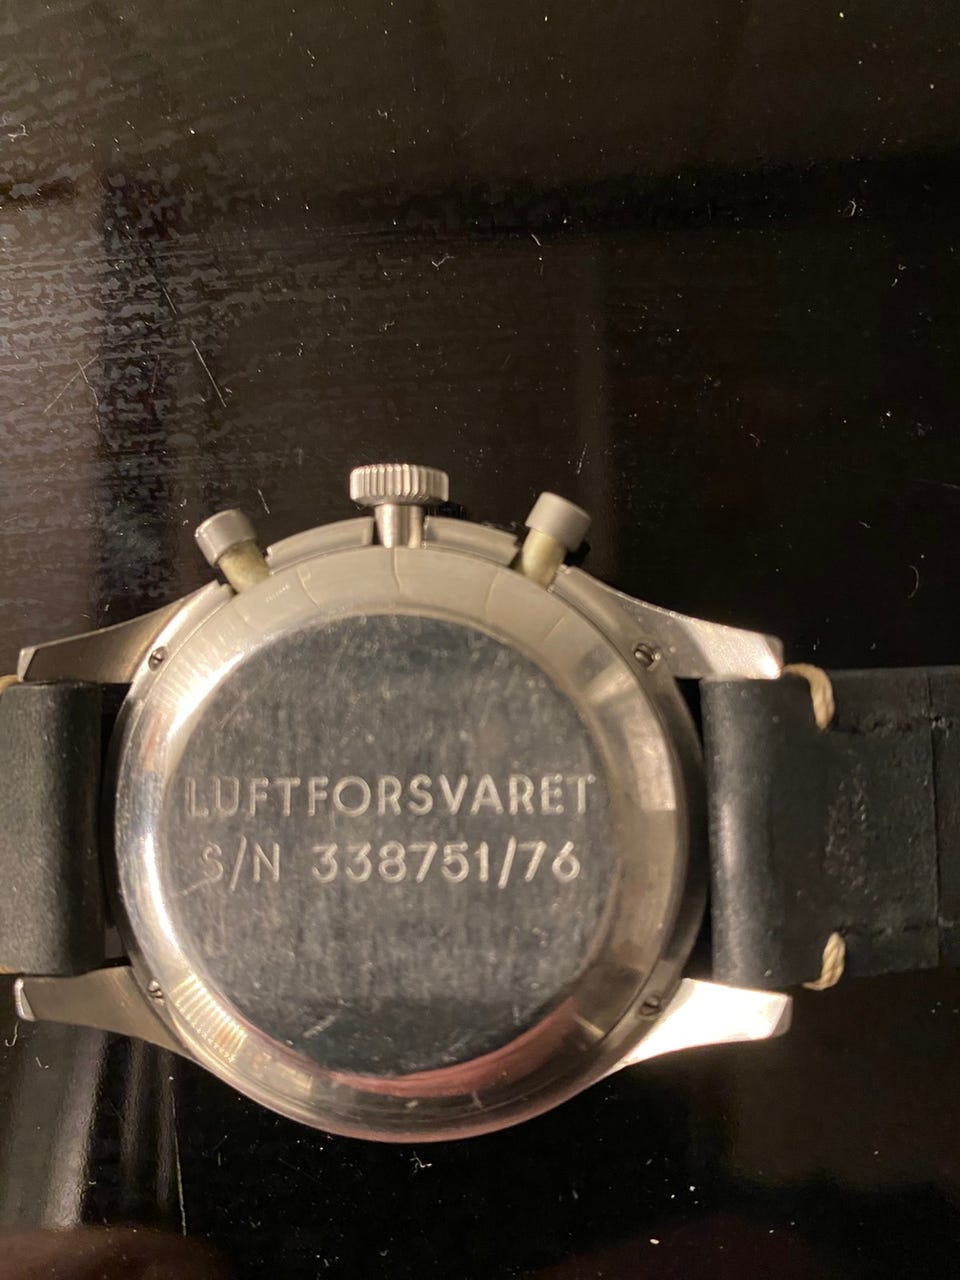 LUFTFORSVARET
S/N 338751/76